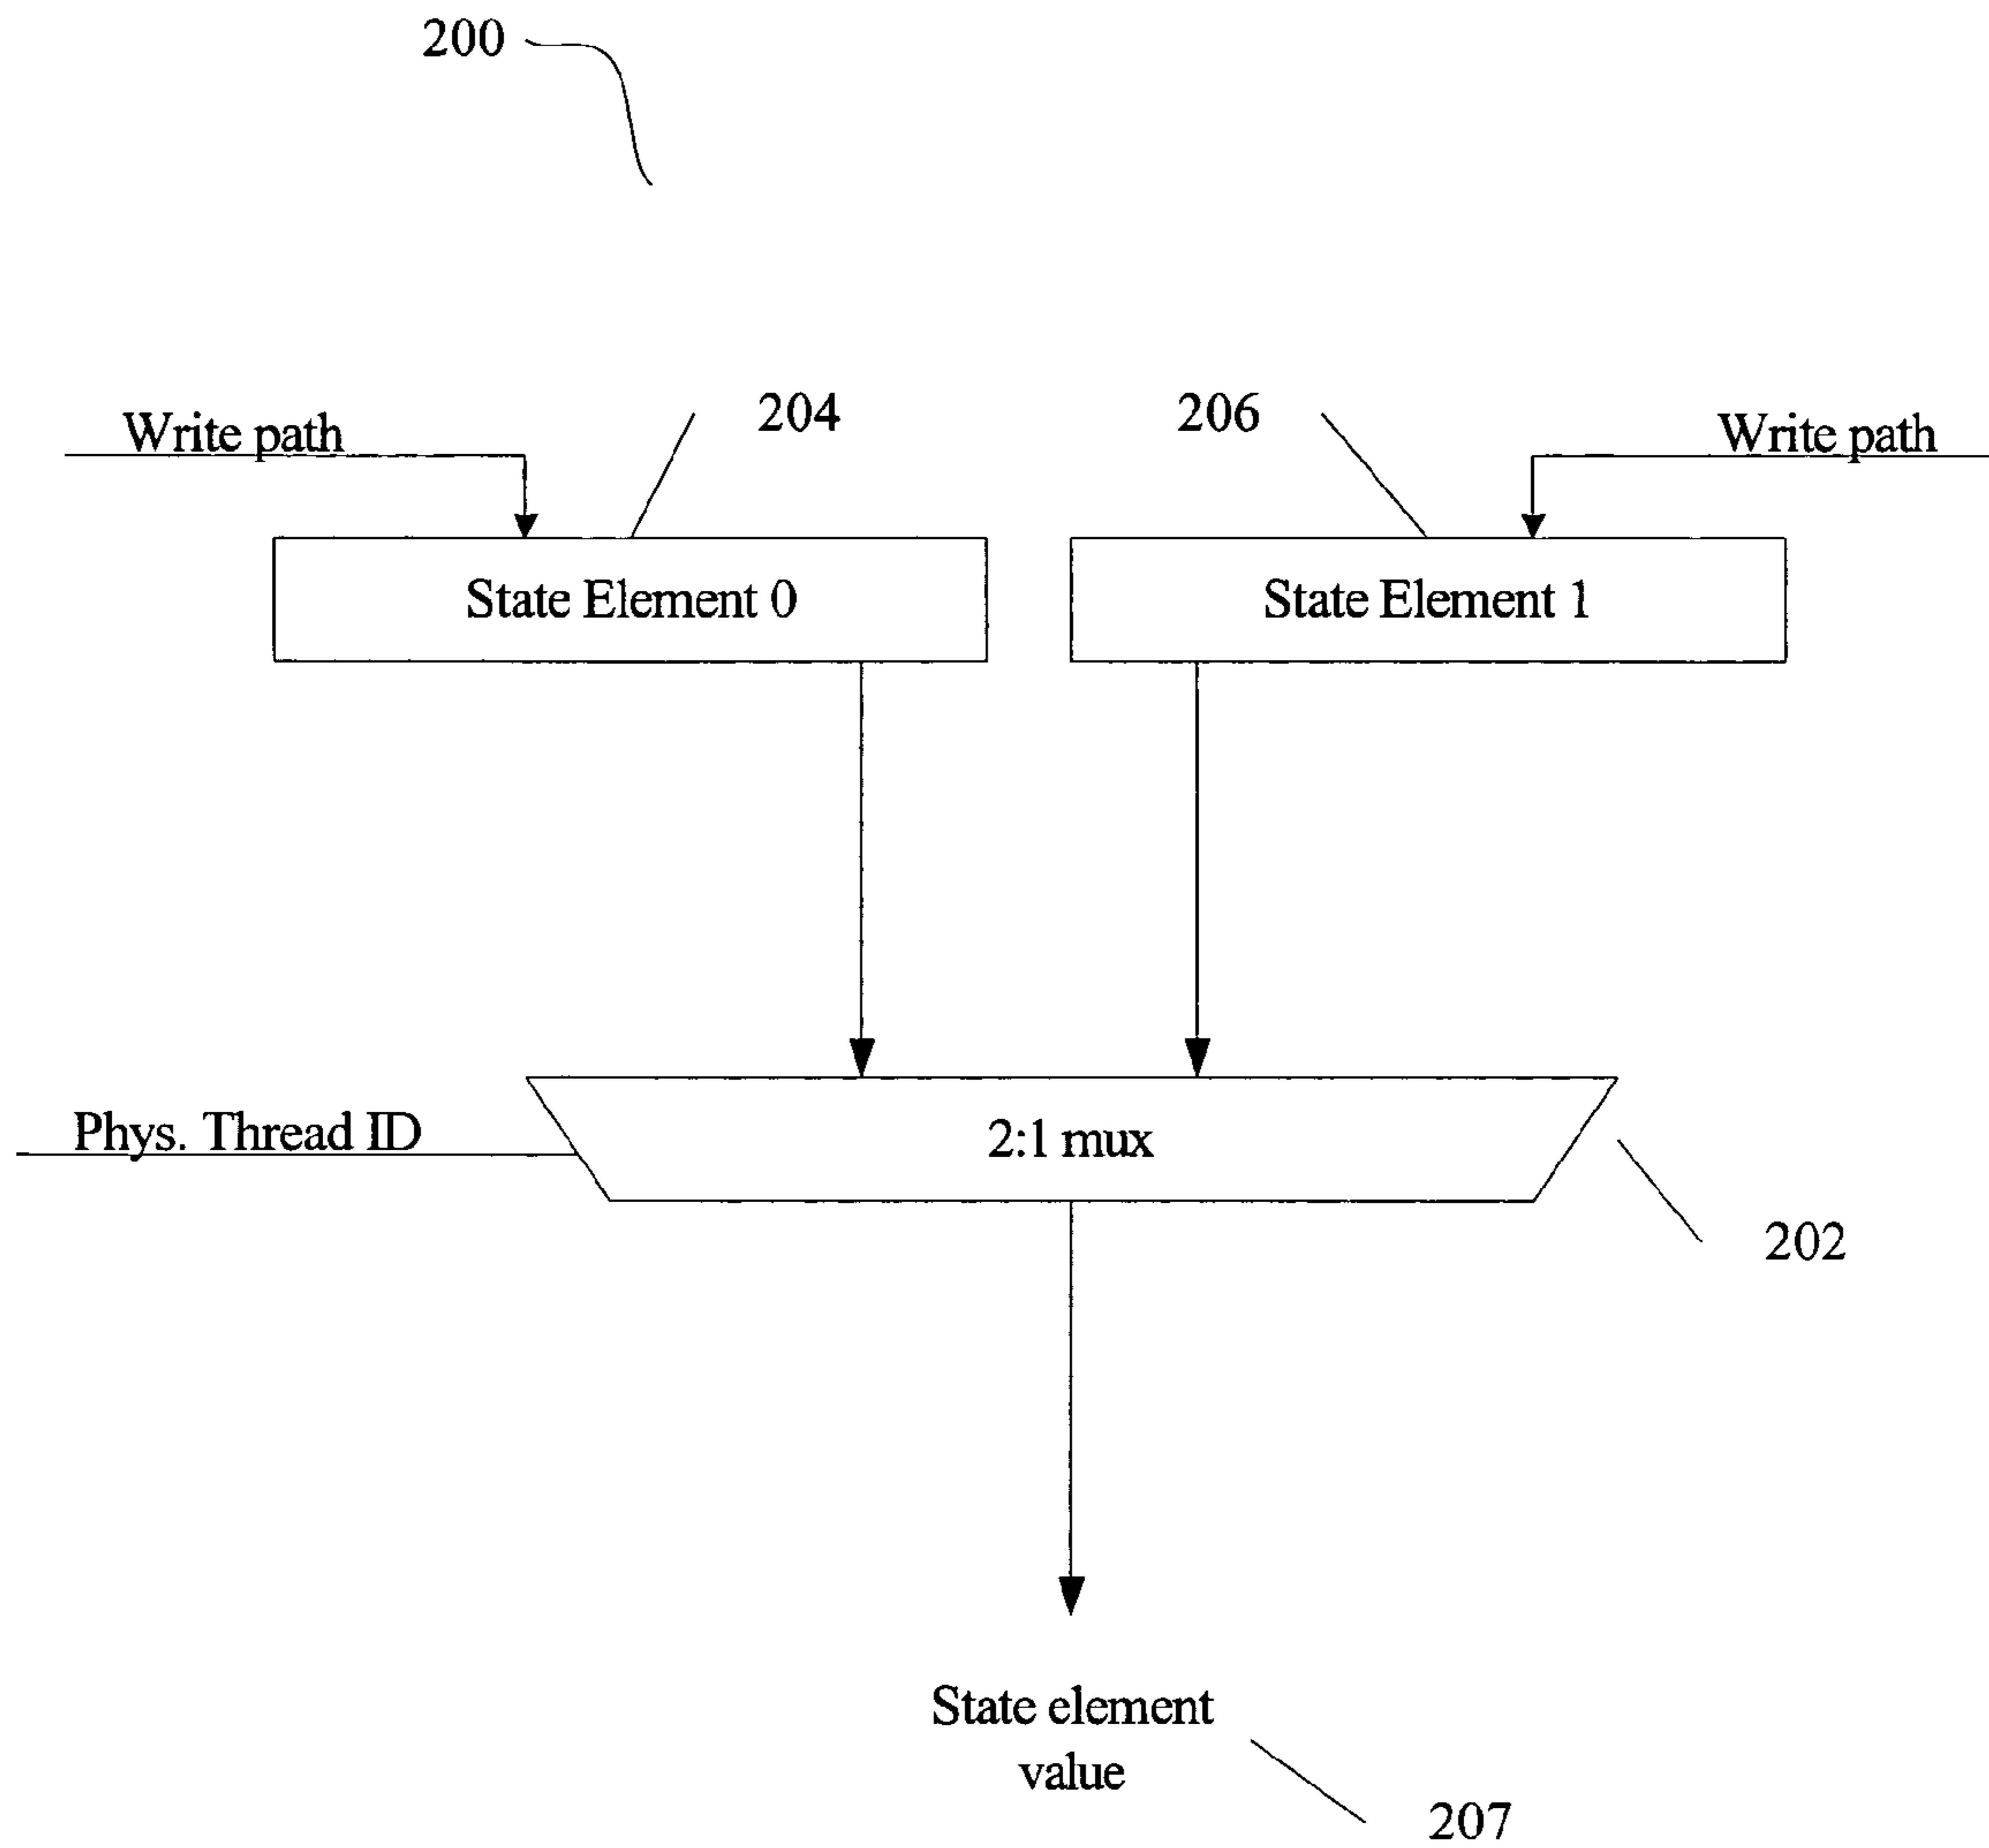 200
204
206
Write path
Write path
State Element 0
State Element 1
Phys. Thread ID
2:1 mux
202
State element
value
207